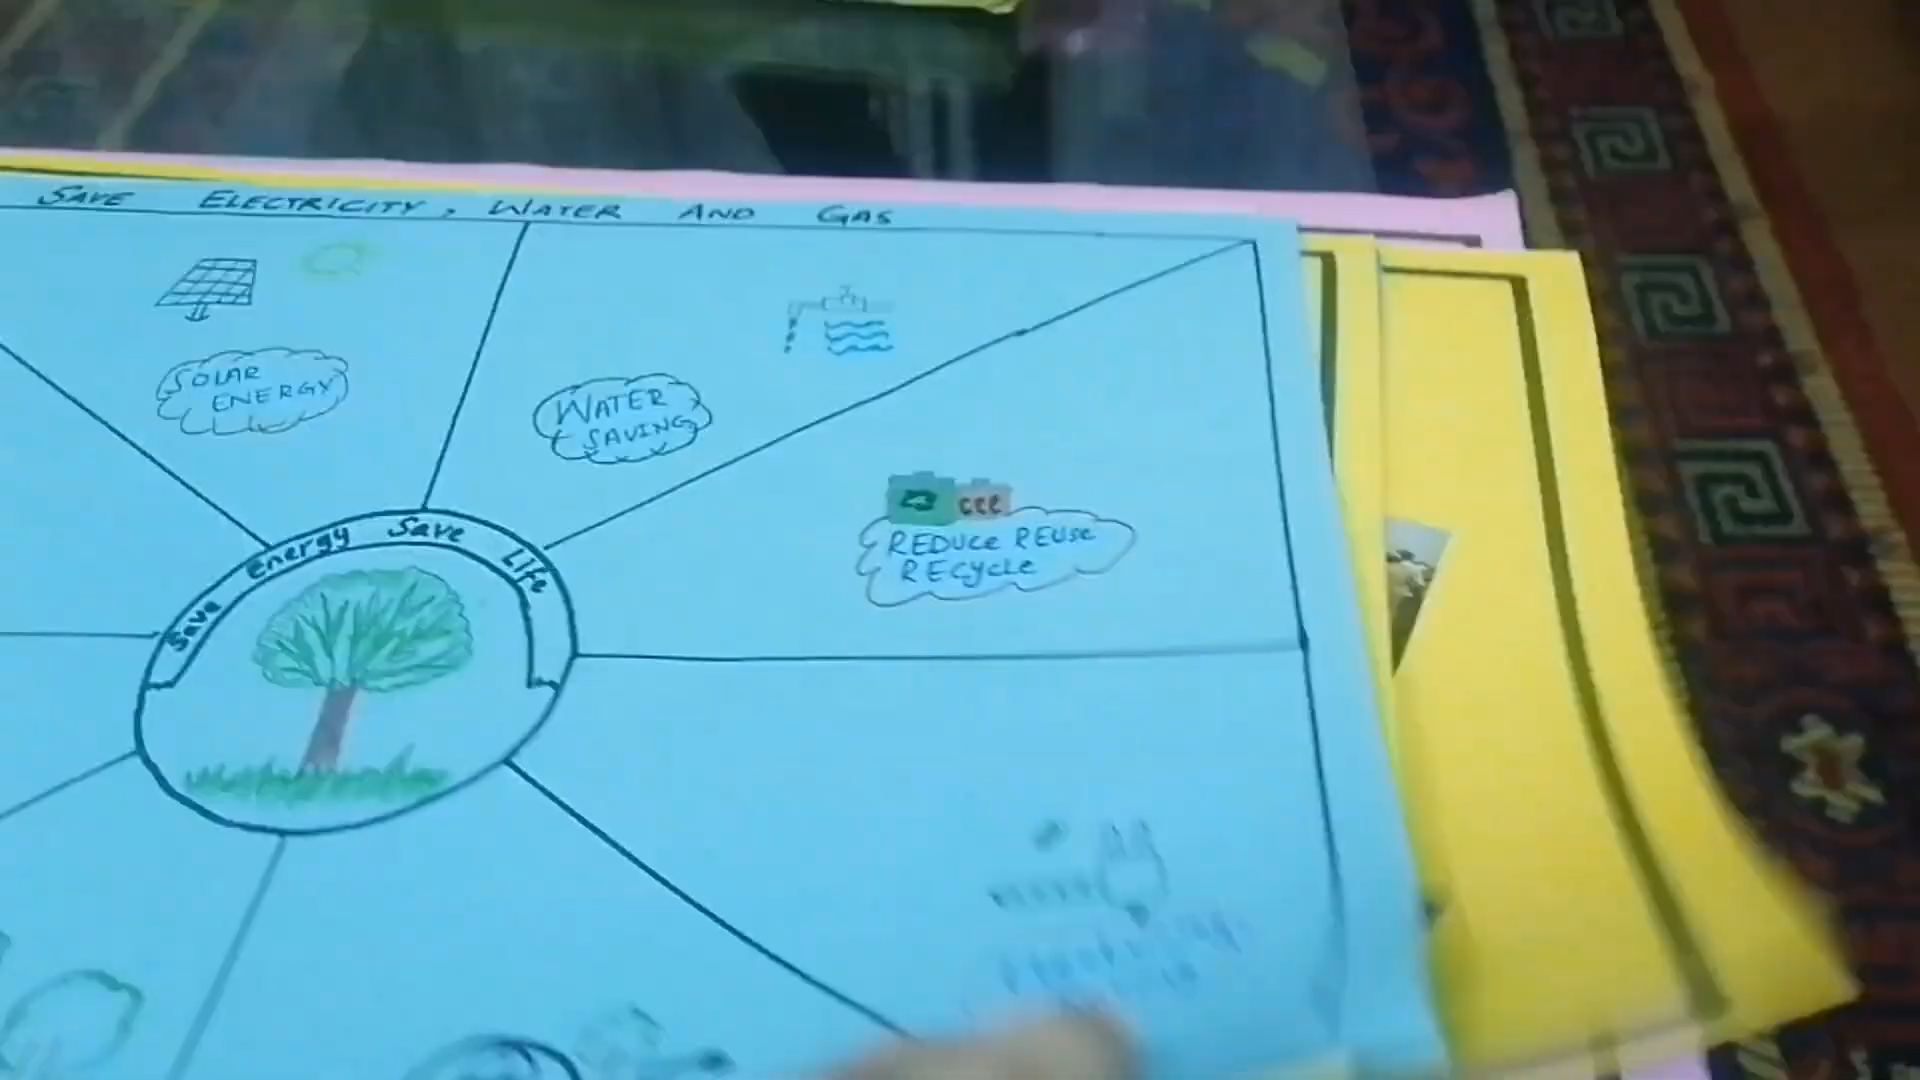 SAVE ELECTRICITY, WATER AND GAS
SOLAR
ENERGY
WATER
SAVING
REDUCE REUSE
RECYCLE
Save Energy Save Life